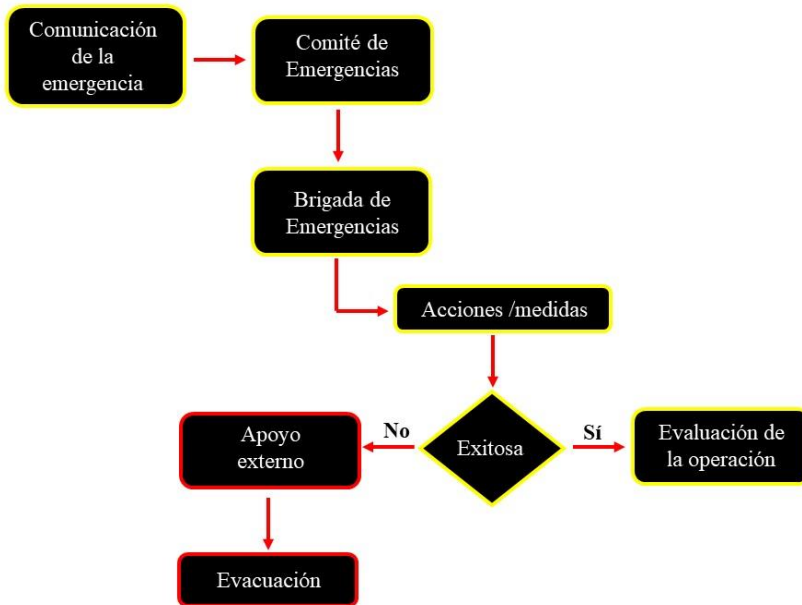 Comunicación
de la
emergencia
Comité de
Emergencias
Brigada de
Emergencias
Acciones /medidas
Exitosa
No
Sí
Apoyo
externo
Evaluación de
la operación
Evacuación